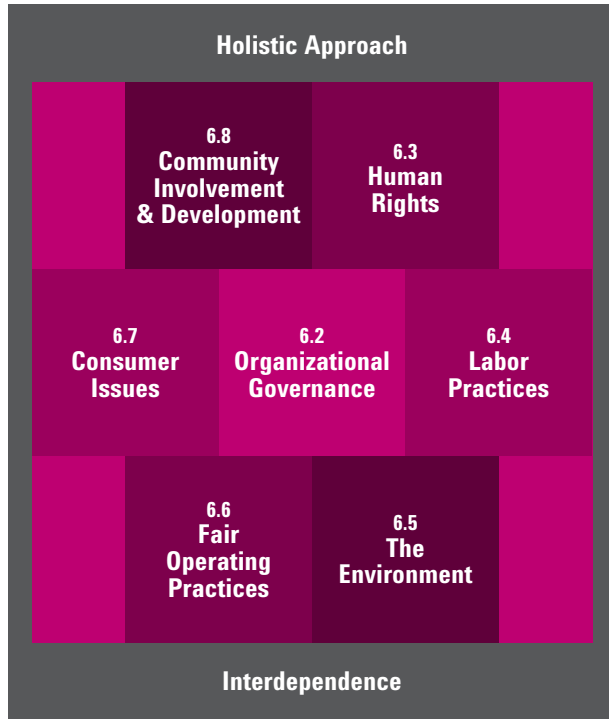 Holistic Approach
6.8
Community
Involvement
& Development
6.3
Human
Rights
6.7
Consumer
Issues
6.2
Organizational
Governance
6.4
Labor
Practices
6.6
Fair
Operating
Practices
6.5
The
Environment
Interdependence